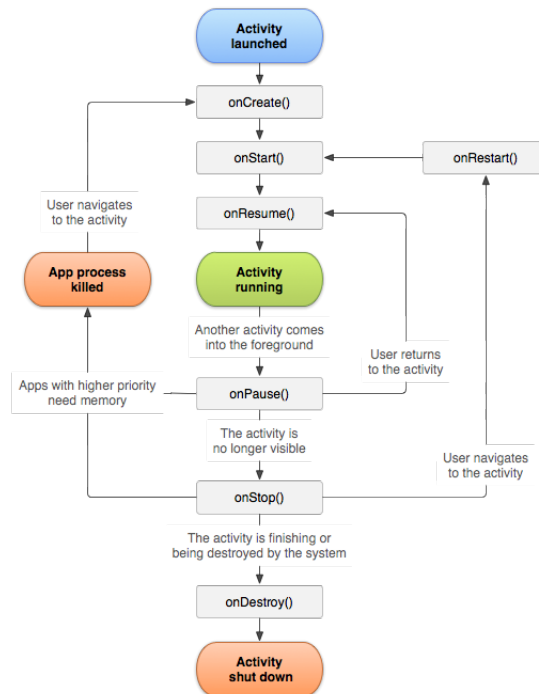 Activity
launched
onCreate()
onStart()
onRestart()
User navigates
to the activity
onResume()
App process
killed
Activity
running
Another activity comes
into the foreground
User returns
to the activity
Apps with higher priority
need memory
onPause()
The activity is
no longer visible
User navigates
to the activity
onStop()
The activity is finishing or
being destroyed by the system
onDestroy()
Activity
shut down